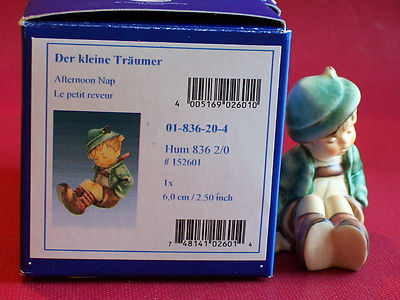 Der kleine Träumer
Afternoon Nap
Le petit reveur
4 005169 026010
01-836-20-4
Hum 836 2/0
# 152601
1x
6,0 cm / 2.50 inch
7 48141 02601 4